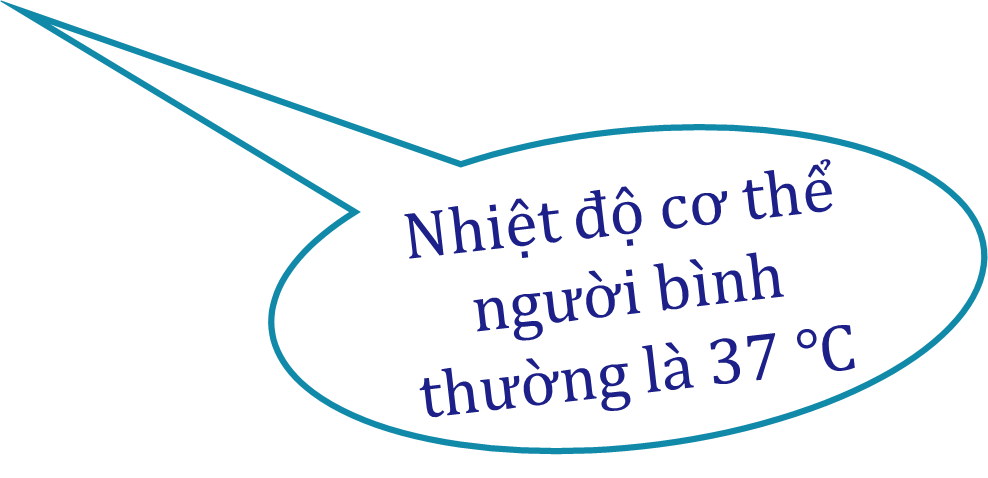 Nhiệt độ cơ thể
người bình
thường là 37 °C